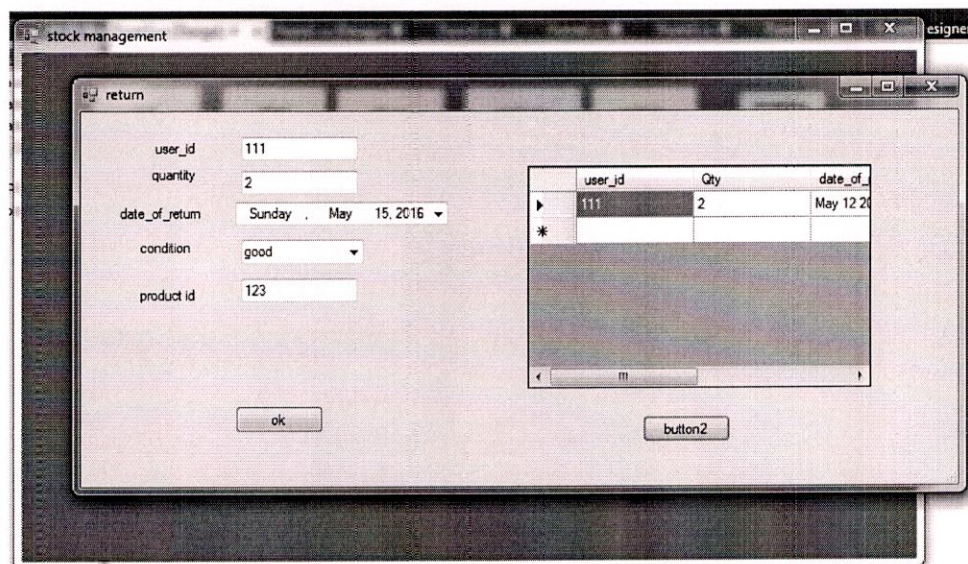 esigner
stock management
return
user_id 111
quantity 2
date_of_return Sunday , May 15, 2016
condition good
product id 123
ok
user_id Qty date_of_r
111 2 May 12 20
button2